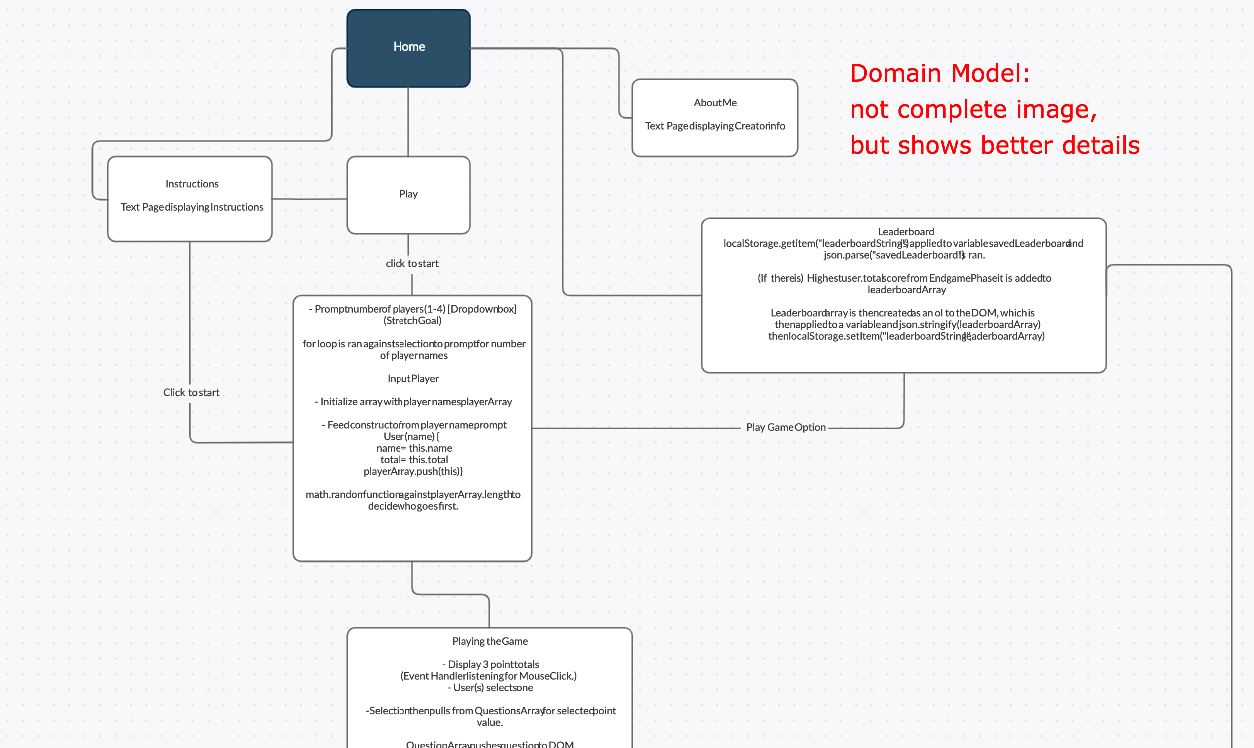 Home
About Me
Text Page displaying Creator info
Domain Model:
not complete image,
but shows better details
Instructions
Text Page displaying Instructions
Play
click to start
Leaderboard
localStorage.getitem("leaderboardString") applied to variable savedLeaderboard and
json.parse("savedLeaderboard") is ran.
(If there is) Highest user.total score from Endgame Phase it is added to
leaderboardArray
Leaderboard array is then created as an ol to the DOM, which is
then applied to a variable and json.stringify(leaderboardArray)
then localStorage.setItem("leaderboardString", leaderboardArray)
- Prompt number of players (1-4) [Dropdown box]
(Stretch Goal)
for loop is ran against selection to prompt for number
of player names
Input Player
- Initialize array with player names playerArray
- Feed constructor from player name prompt
User(name) {
name= this.name
total= this.total
playerArray.push(this)}
math.random function against playerArray.length to
decide who goes first.
Click to start
Play Game Option
Playing the Game
- Display 3 point totals
(Event Handler listening for Mouse Click.)
- User(s) selects one
-Selection then pulls from Questions Array for selected point
value.
Question Array pushes question to DOM